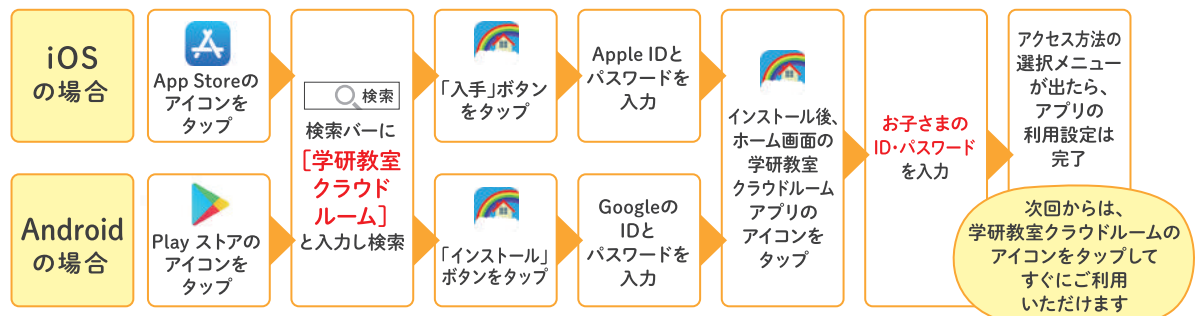 iOS
の場合
App Storeの
アイコンを
タップ
検索
検索バーに
［学研教室
クラウド
ルーム］
と入力し検索
「入手」ボタン
をタップ
Apple IDと
パスワードを
入力
インストール後、
ホーム画面の
学研教室
クラウドルーム
アプリの
アイコンを
タップ
お子さまの
ID・パスワード
を入力
アクセス方法の
選択メニュー
が出たら、
アプリの
利用設定は
完了
Android
の場合
Play ストアの
アイコンを
タップ
「インストール」
ボタンをタップ
Googleの
IDと
パスワードを
入力
次回からは、
学研教室クラウドルームの
アイコンをタップして
すぐにご利用
いただけます